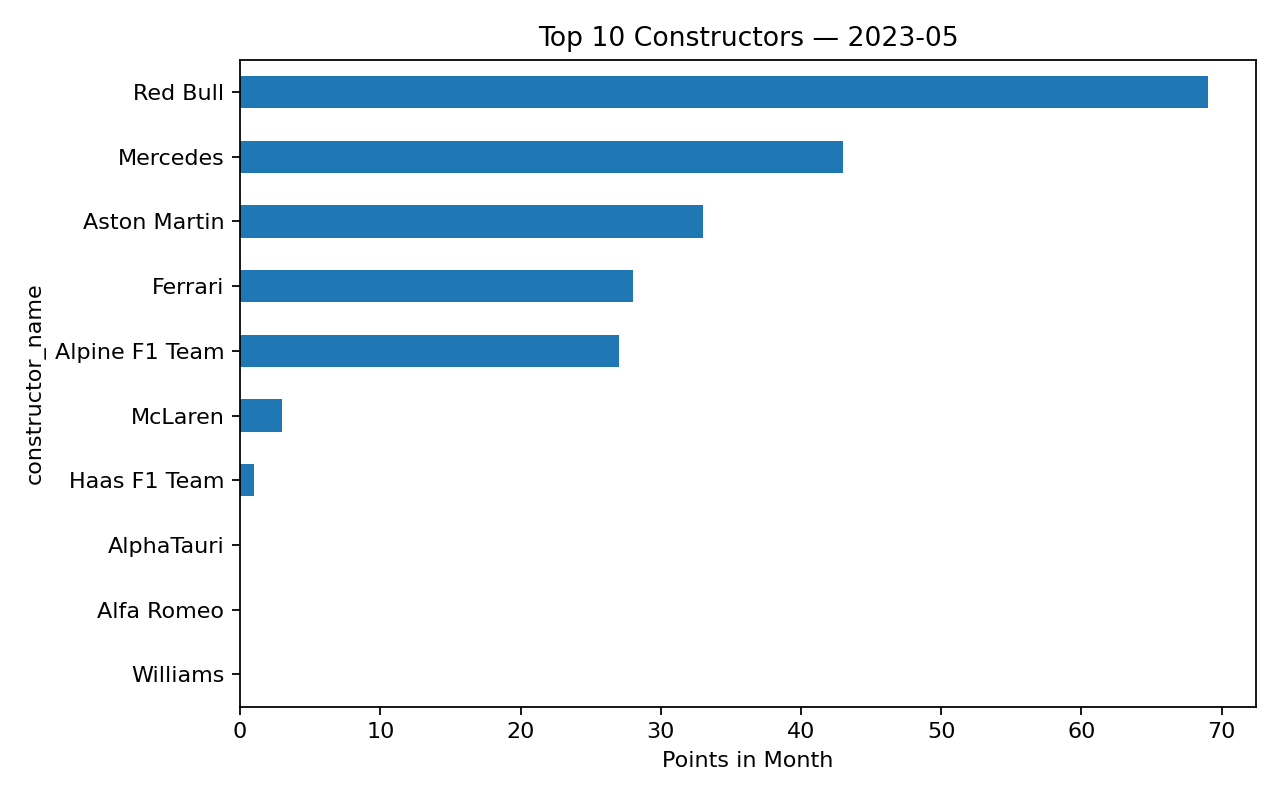 Top 10 Constructors — 2023-05
constructor_name
Red Bull
Mercedes
Aston Martin
Ferrari
Alpine F1 Team
McLaren
Haas F1 Team
AlphaTauri
Alfa Romeo
Williams
0 10 20 30 40 50 60 70
Points in Month